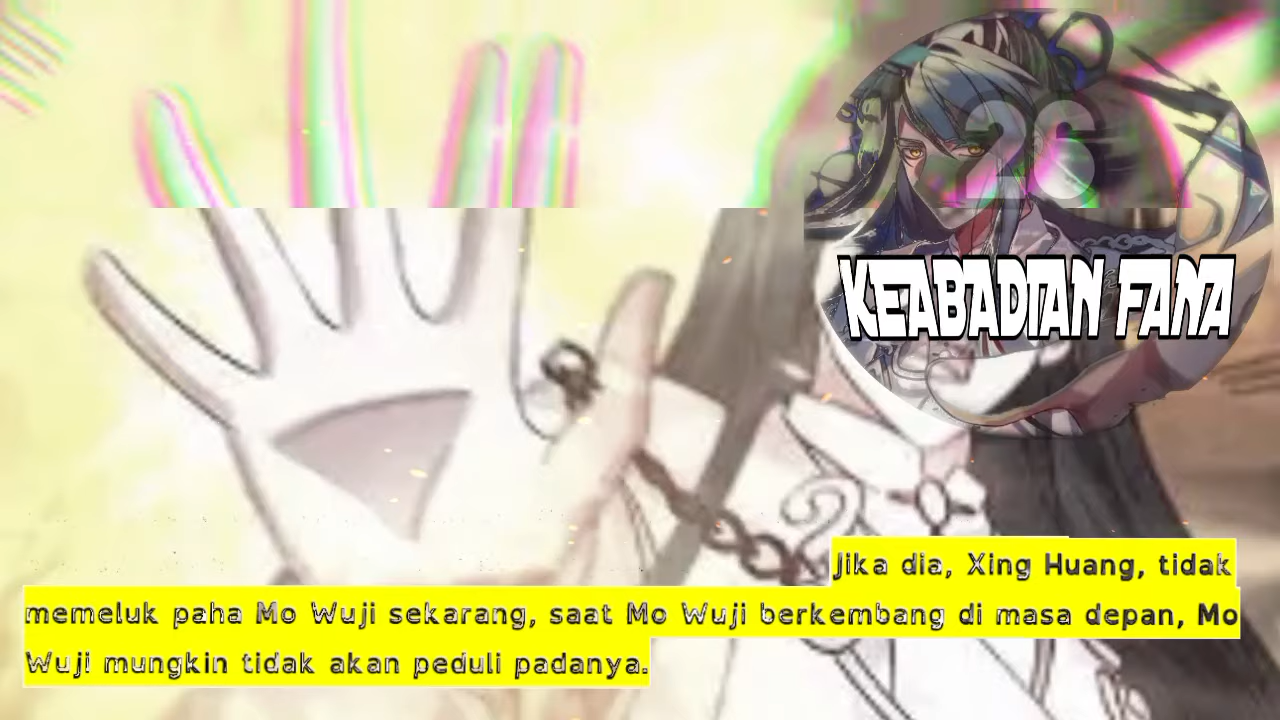 26
KEABADIAN FANA
Jika dia, Xing Huang, tidak
memeluk paha Mo Wuji sekarang, saat Mo Wuji berkembang di masa depan, Mo
Wuji mungkin tidak akan peduli padanya.